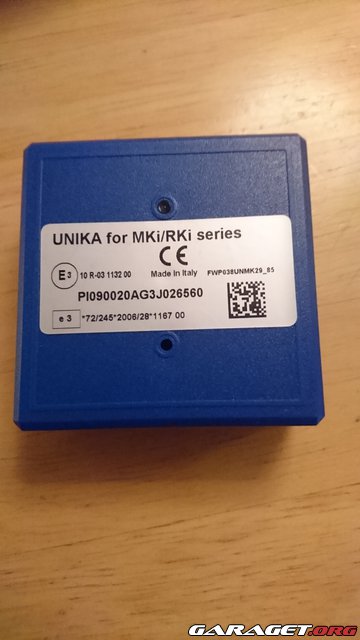 UNIKA for MKi/RKi series
CE
E3 10 R-03 1132 00 Made In Italy FWP038UNMK29_85
PI090020AG3J026560
e 3 *72/245*2006/28*1167 00
GARAGET.ORG